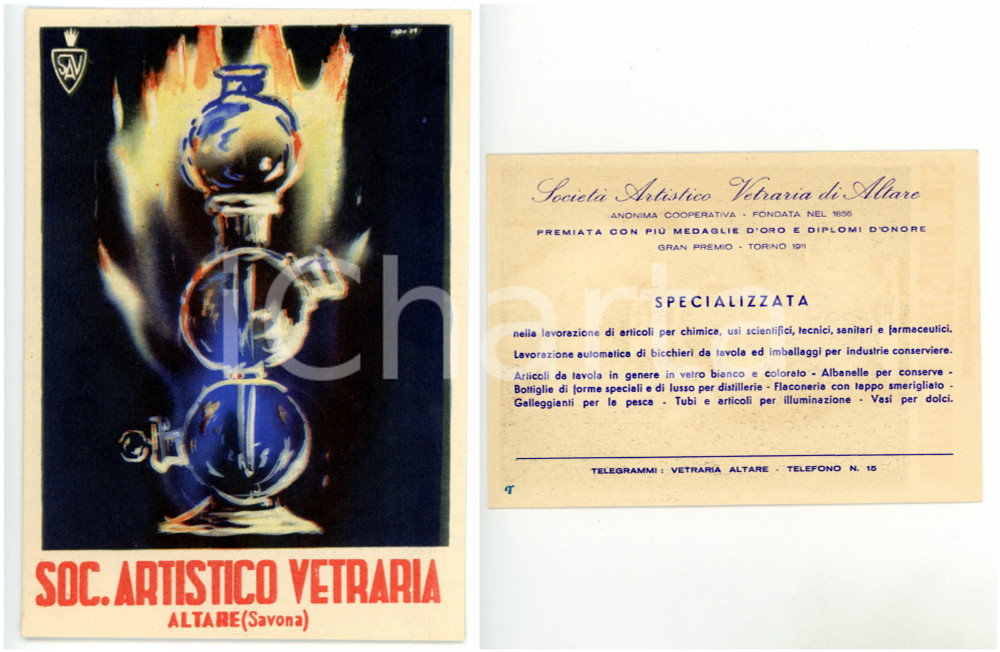 SAV
SOC. ARTISTICO VETRARIA
ALTARE (Savona)
Società Artistico Vetraria di Altare
ANONIMA COOPERATIVA - FONDATA NEL 1856
PREMIATA CON PIÙ MEDAGLIE D'ORO E DIPLOMI D'ONORE
GRAN PREMIO - TORINO 1911
SPECIALIZZATA
nella lavorazione di articoli per chimica, usi scientifici, tecnici, sanitari e farmaceutici.
Lavorazione automatica di bicchieri da tavola ed imballaggi per industrie conserviere.
Articoli da tavola in genere in vetro bianco e colorato - Albanelle per conserve -
Bottiglie di forme speciali e di lusso per distillerie - Flaconeria con tappo smerigliato -
Galleggianti per la pesca - Tubi e articoli per illuminazione - Vasi per dolci.
TELEGRAMMI: VETRARIA ALTARE - TELEFONO N. 15
iCharta